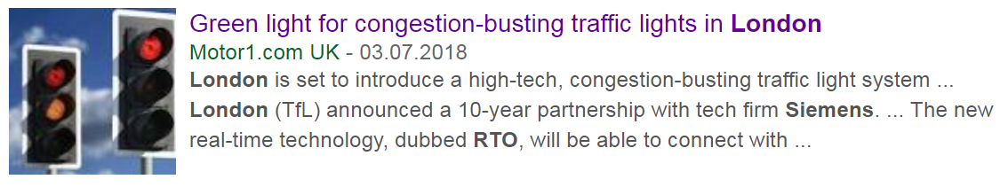 Green light for congestion-busting traffic lights in London
Motor1.com UK - 03.07.2018
London is set to introduce a high-tech, congestion-busting traffic light system ...
London (TfL) announced a 10-year partnership with tech firm Siemens. ... The new
real-time technology, dubbed RTO, will be able to connect with ...